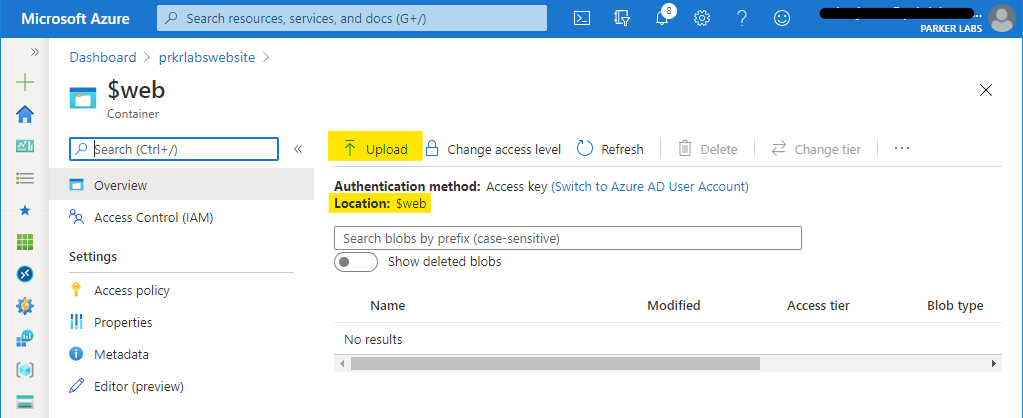 Microsoft Azure
Search resources, services, and docs (G+/)
8
...
PARKER LABS
Dashboard > prkrlabswebsite >
$web
Container
Search (Ctrl+/)
Overview
Access Control (IAM)
Settings
Access policy
Properties
Metadata
Editor (preview)
Upload Change access level Refresh Delete Change tier ...
Authentication method: Access key (Switch to Azure AD User Account)
Location: $web
Search blobs by prefix (case-sensitive)
Show deleted blobs
Name Modified Access tier Blob type
No results